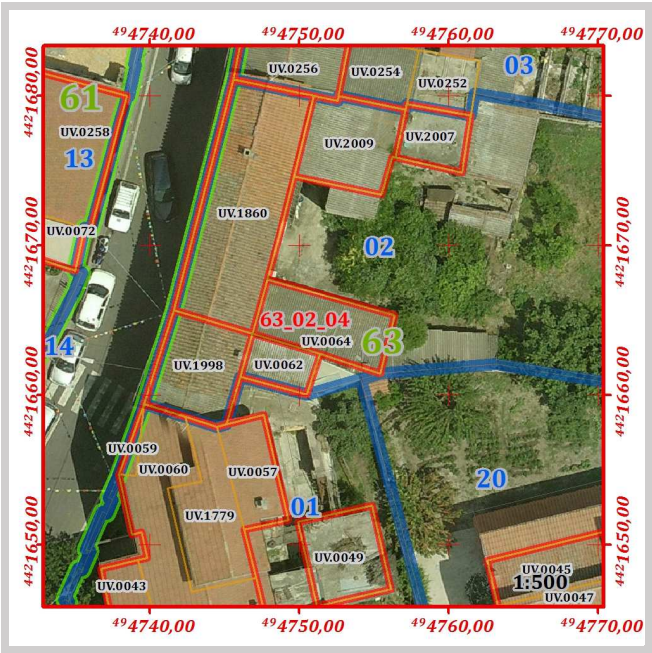 ⁴⁹4740,00 ⁴⁹4750,00 ⁴⁹4760,00 ⁴⁹4770,00
⁴⁴²1680,00
⁴⁴²1680,00
UV.0256
UV.0254
UV.0252
03
61
UV.0258
13
UV.2009
UV.2007
UV.1860
UV.0072
02
⁴⁴²1670,00
⁴⁴²1670,00
63_02_04
UV.0064
63
14
UV.1998
UV.0062
⁴⁴²1660,00
⁴⁴²1660,00
UV.0059
UV.0060
UV.0057
20
01
UV.1779
UV.0049
⁴⁴²1650,00
⁴⁴²1650,00
UV.0043
UV.0045
1:500
UV.0047
⁴⁹4740,00 ⁴⁹4750,00 ⁴⁹4760,00 ⁴⁹4770,00